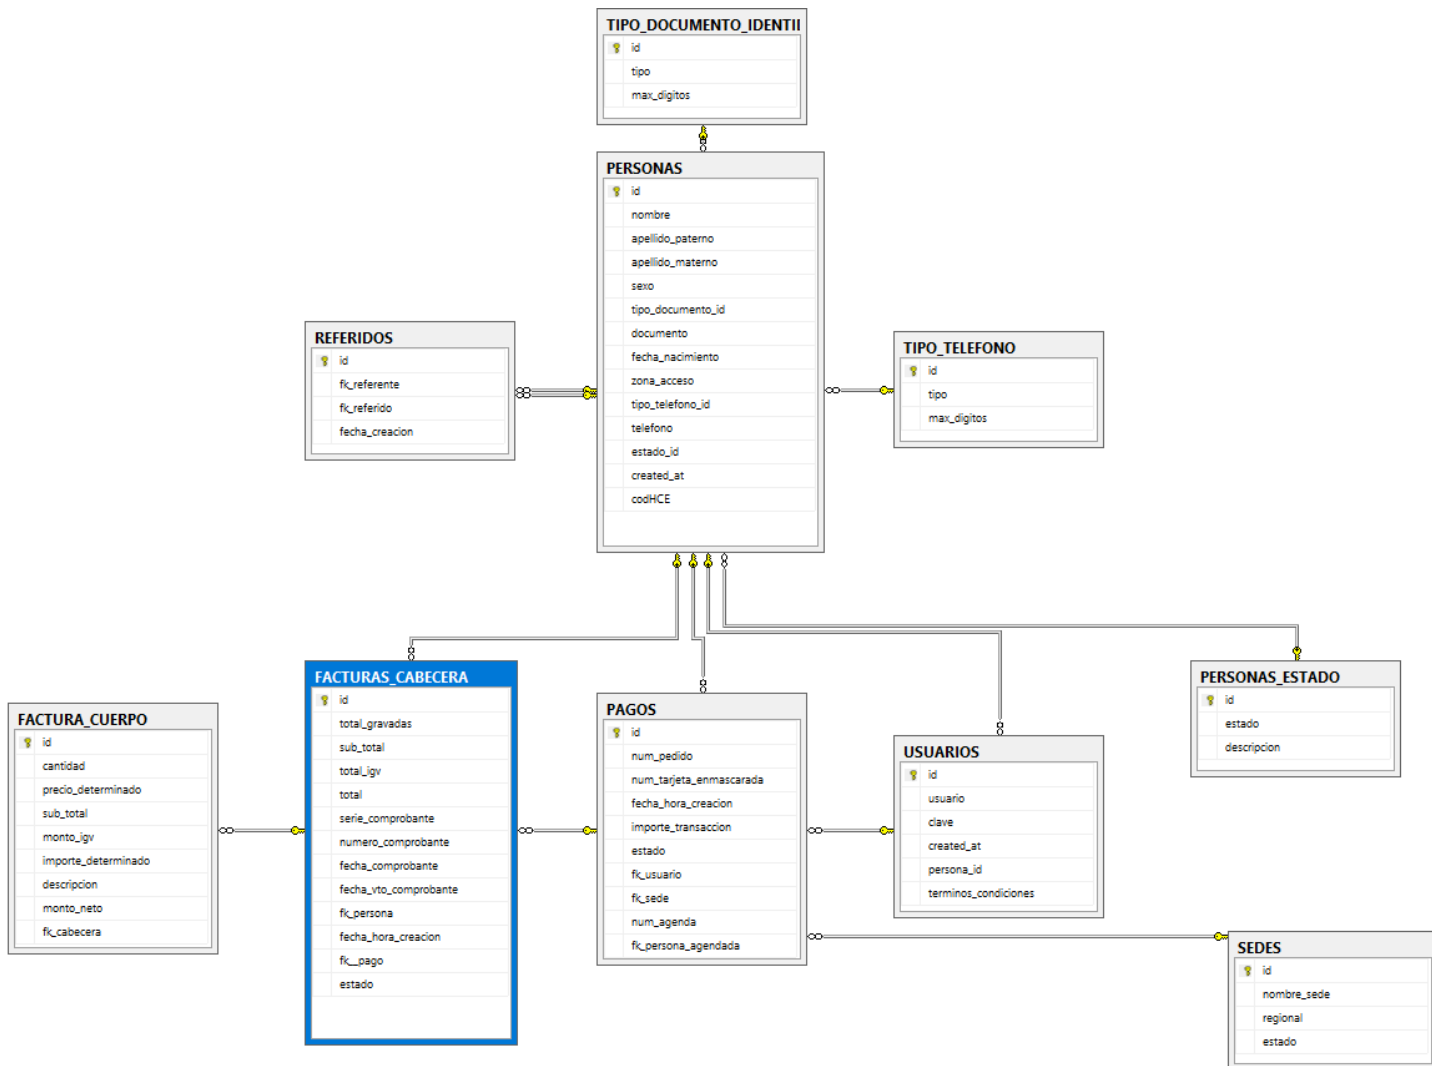 TIPO_DOCUMENTO_IDENTII
id
tipo
max_digitos
PERSONAS
id
nombre
apellido_paterno
apellido_materno
sexo
tipo_documento_id
documento
fecha_nacimiento
zona_acceso
tipo_telefono_id
telefono
estado_id
created_at
codHCE
REFERIDOS
id
fk_referente
fk_referido
fecha_creacion
TIPO_TELEFONO
id
tipo
max_digitos
FACTURA_CUERPO
id
cantidad
precio_determinado
sub_total
monto_igv
importe_determinado
descripcion
monto_neto
fk_cabecera
FACTURAS_CABECERA
id
total_gravadas
sub_total
total_igv
total
serie_comprobante
numero_comprobante
fecha_comprobante
fecha_vto_comprobante
fk_persona
fecha_hora_creacion
fk__pago
estado
PAGOS
id
num_pedido
num_tarjeta_enmascarada
fecha_hora_creacion
importe_transaccion
estado
fk_usuario
fk_sede
num_agenda
fk_persona_agendada
USUARIOS
id
usuario
clave
created_at
persona_id
terminos_condiciones
PERSONAS_ESTADO
id
estado
descripcion
SEDES
id
nombre_sede
regional
estado